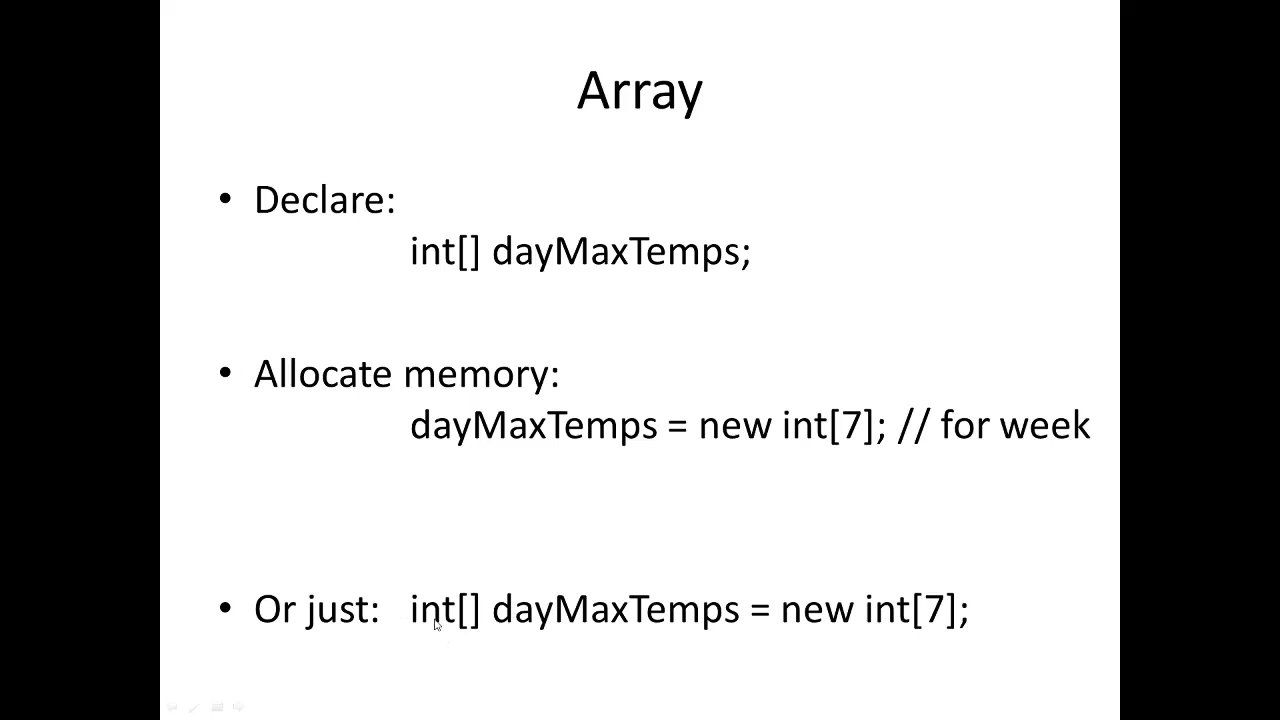 Array
• Declare:
int[] dayMaxTemps;
• Allocate memory:
dayMaxTemps = new int[7]; // for week
• Or just: int[] dayMaxTemps = new int[7];